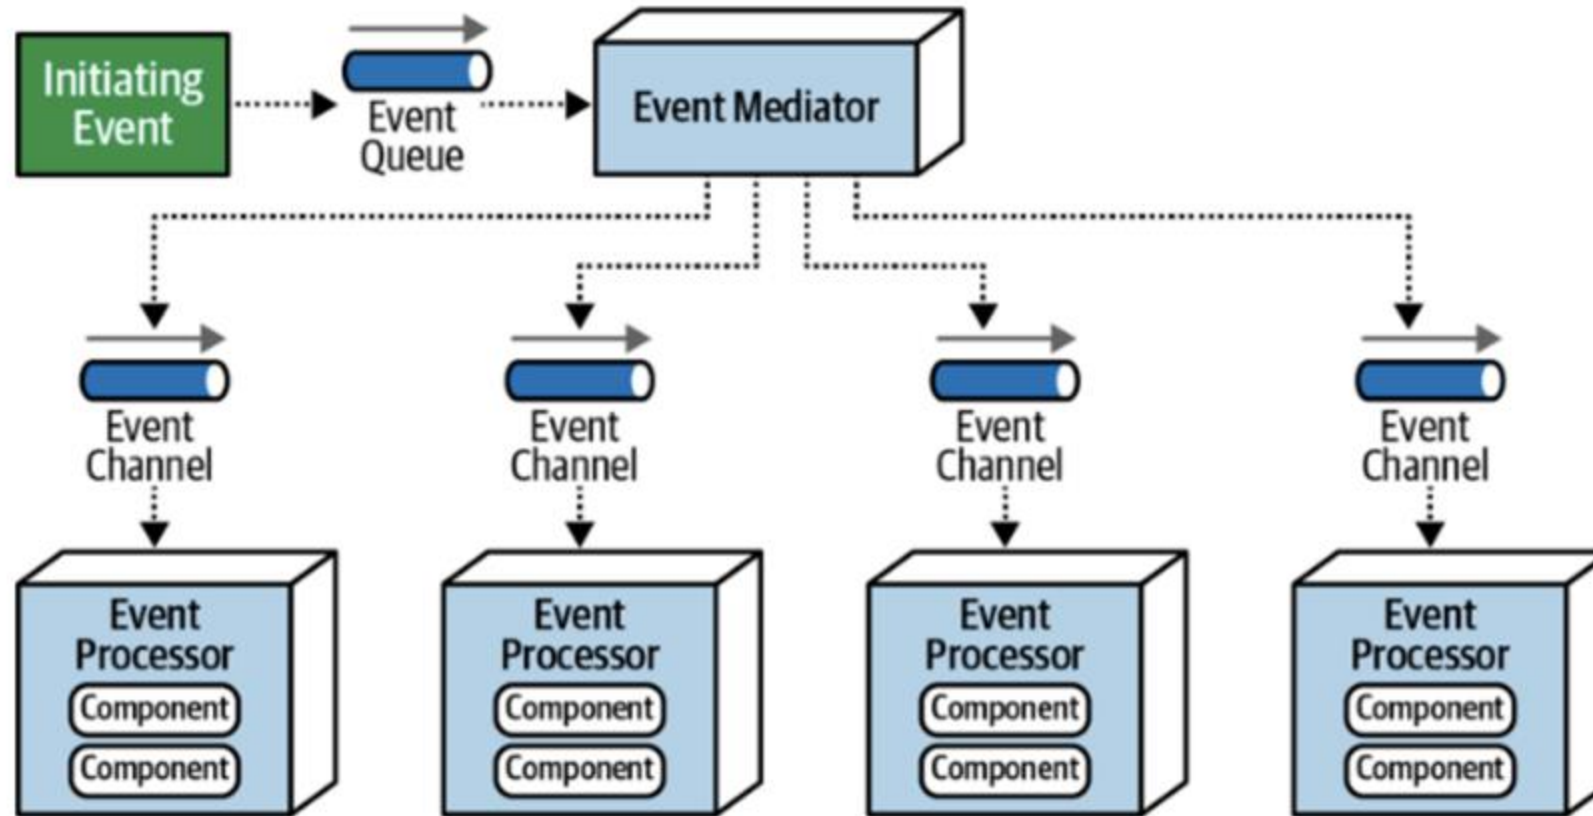 Initiating
Event
Event
Queue
Event Mediator
Event
Channel
Event
Channel
Event
Channel
Event
Channel
Event
Processor
Component
Component
Event
Processor
Component
Component
Event
Processor
Component
Component
Event
Processor
Component
Component